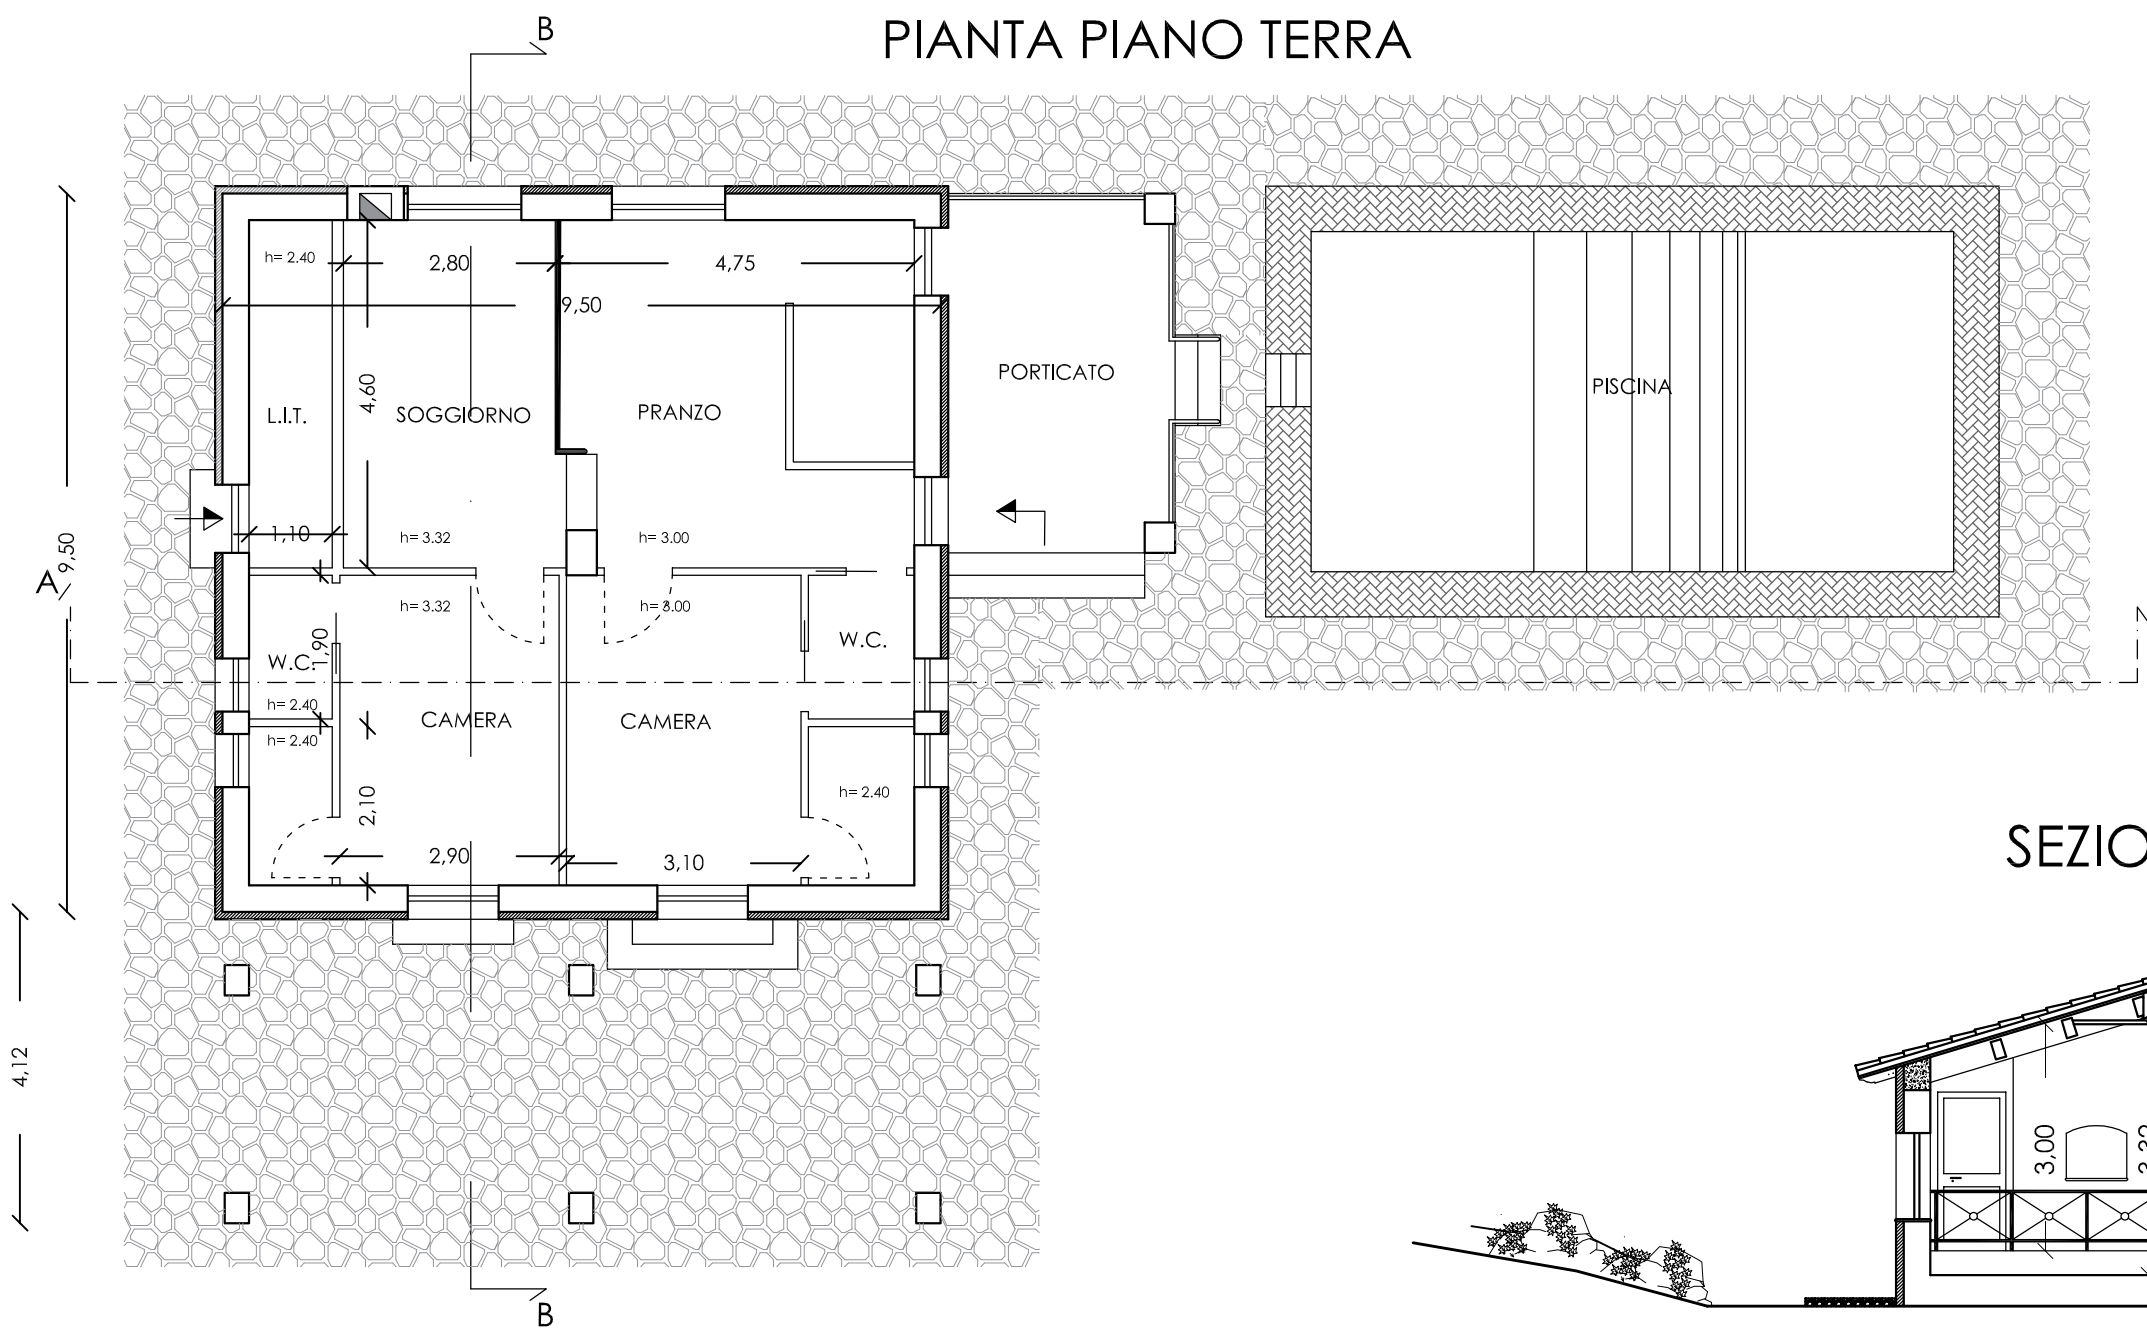 B
PIANTA PIANO TERRA
h= 2.40
2,80
4,75
9,50
4,60
PORTICATO
PISCINA
L.I.T.
SOGGIORNO
PRANZO
1,10
h= 3.32
h= 3.00
9,50
A
h= 3.32
h= 3.00
W.C.
1,90
W.C.
h= 2.40
CAMERA
CAMERA
h= 2.40
h= 2.40
2,10
2,90
3,10
SEZIO
4,12
3,00
B